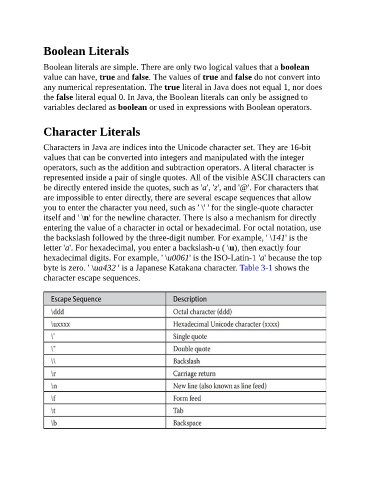 Boolean Literals
Boolean literals are simple. There are only two logical values that a boolean
value can have, true and false. The values of true and false do not convert into
any numerical representation. The true literal in Java does not equal 1, nor does
the false literal equal 0. In Java, the Boolean literals can only be assigned to
variables declared as boolean or used in expressions with Boolean operators.
Character Literals
Characters in Java are indices into the Unicode character set. They are 16-bit
values that can be converted into integers and manipulated with the integer
operators, such as the addition and subtraction operators. A literal character is
represented inside a pair of single quotes. All of the visible ASCII characters can
be directly entered inside the quotes, such as 'a', 'z', and '@'. For characters that
are impossible to enter directly, there are several escape sequences that allow
you to enter the character you need, such as ' \' ' for the single-quote character
itself and ' \n' for the newline character. There is also a mechanism for directly
entering the value of a character in octal or hexadecimal. For octal notation, use
the backslash followed by the three-digit number. For example, ' \141' is the
letter 'a'. For hexadecimal, you enter a backslash-u ( \u), then exactly four
hexadecimal digits. For example, ' \u0061' is the ISO-Latin-1 'a' because the top
byte is zero. ' \ua432 ' is a Japanese Katakana character. Table 3-1 shows the
character escape sequences.
Escape Sequence Description
\ddd Octal character (ddd)
\uxxxx Hexadecimal Unicode character (xxxx)
\' Single quote
\" Double quote
\\ Backslash
\r Carriage return
\n New line (also known as line feed)
\f Form feed
\t Tab
\b Backspace